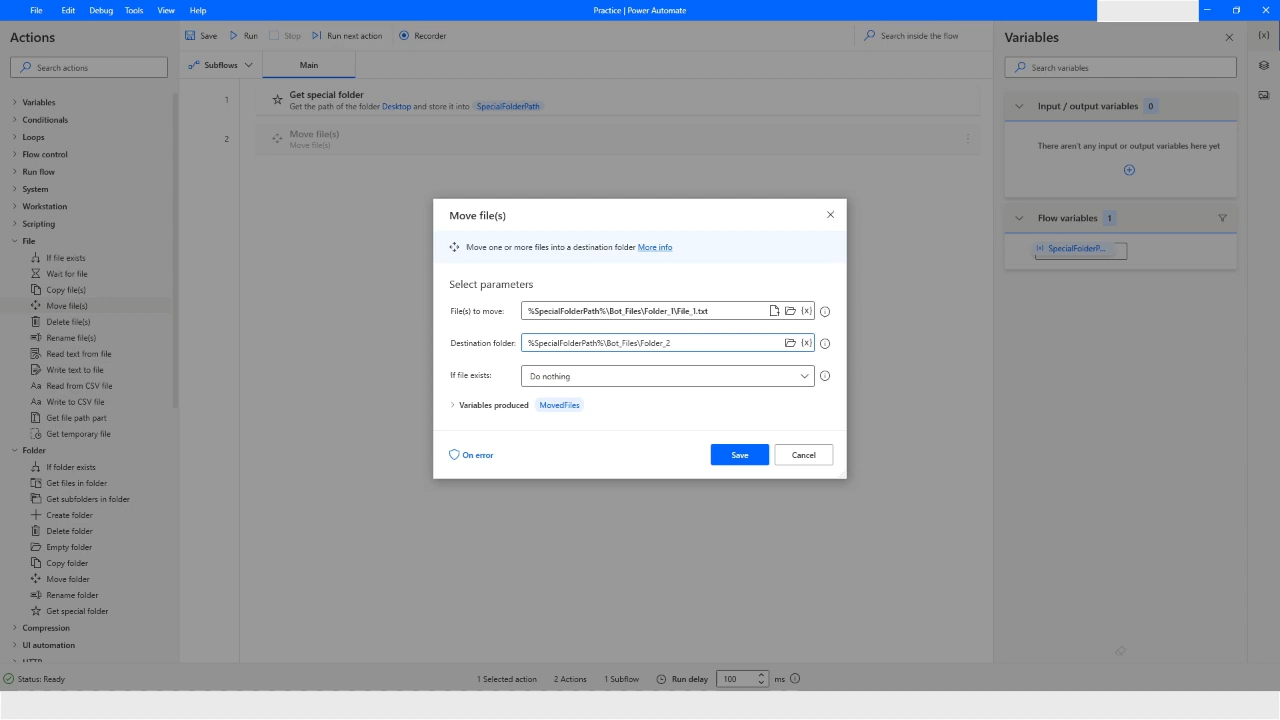 File Edit Debug Tools View Help
Practice | Power Automate
Actions
Search actions
Variables
Conditionals
Loops
Flow control
Run flow
System
Workstation
Scripting
File
If file exists
Wait for file
Copy file(s)
Move file(s)
Delete file(s)
Rename file(s)
Read text from file
Write text to file
Read from CSV file
Write to CSV file
Get file path part
Get temporary file
Folder
If folder exists
Get files in folder
Get subfolders in folder
Create folder
Delete folder
Empty folder
Copy folder
Move folder
Rename folder
Get special folder
Compression
UI automation
HTTP
Save Run Stop Run next action Recorder
Search inside the flow
Subflows Main
1
Get special folder
Get the path of the folder Desktop and store it into SpecialFolderPath
2
Move file(s)
Move file(s)
Move file(s)
Move one or more files into a destination folder More info
Select parameters
File(s) to move: %SpecialFolderPath%\Bot_Files\Folder_1\File_1.txt {x}
Destination folder: %SpecialFolderPath%\Bot_Files\Folder_2 {x}
If file exists: Do nothing
Variables produced MovedFiles
On error Save Cancel
Variables
{x}
Search variables
Input / output variables 0
There aren't any input or output variables here yet
Flow variables 1
SpecialFolderP...
Status: Ready 1 Selected action 2 Actions 1 Subflow Run delay 100 ms